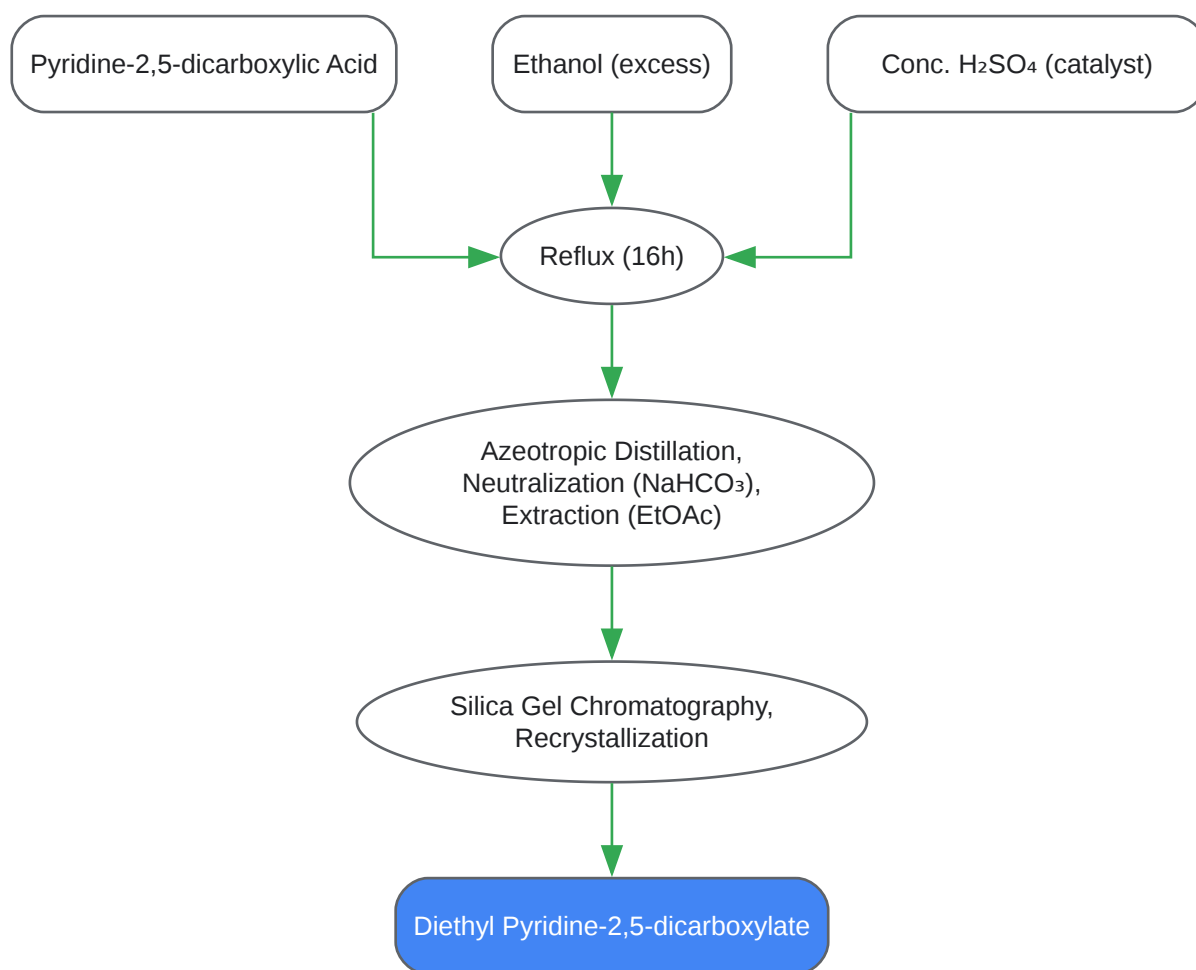 Pyridine-2,5-dicarboxylic Acid
Ethanol (excess)
Conc. H₂SO₄ (catalyst)
Reflux (16h)
Azeotropic Distillation,
Neutralization (NaHCO₃),
Extraction (EtOAc)
Silica Gel Chromatography,
Recrystallization
Diethyl Pyridine-2,5-dicarboxylate